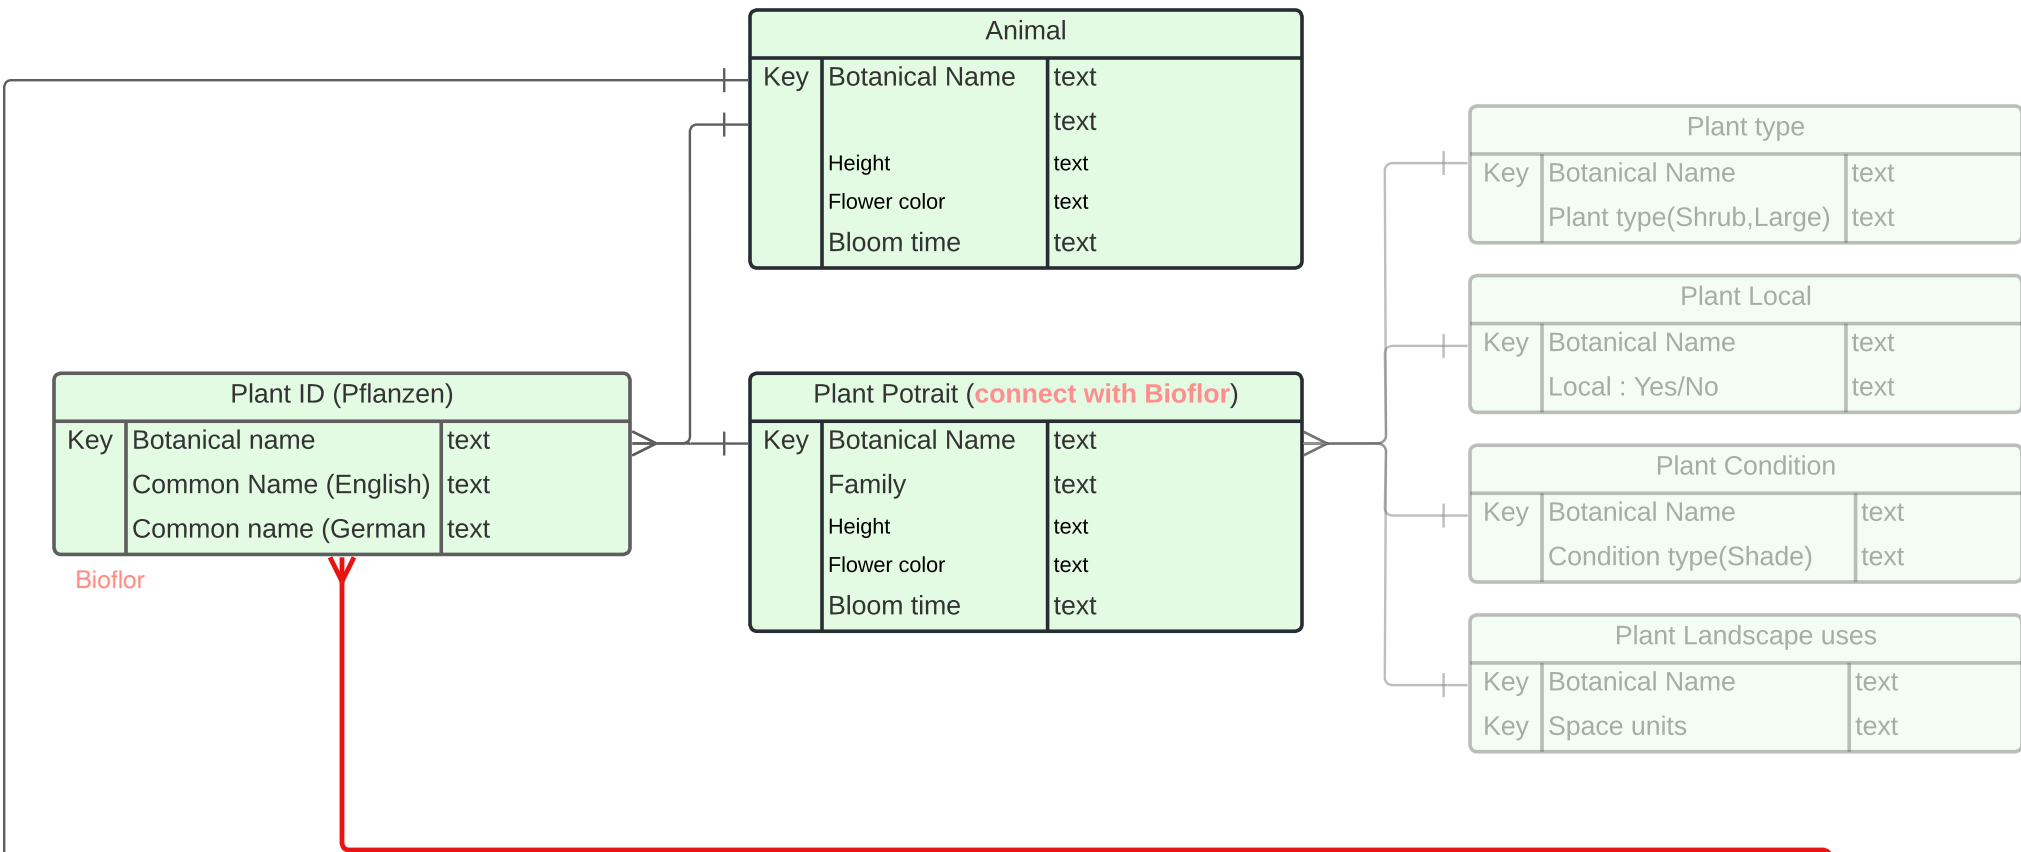 Animal
Key Botanical Name text
text
Height text
Flower color text
Bloom time text
Plant type
Key Botanical Name text
Plant type(Shrub,Large) text
Plant Local
Key Botanical Name text
Local : Yes/No text
Plant ID (Pflanzen)
Key Botanical name text
Common Name (English) text
Common name (German text
Bioflor
Plant Potrait (connect with Bioflor)
Key Botanical Name text
Family text
Height text
Flower color text
Bloom time text
Plant Condition
Key Botanical Name text
Condition type(Shade) text
Plant Landscape uses
Key Botanical Name text
Key Space units text